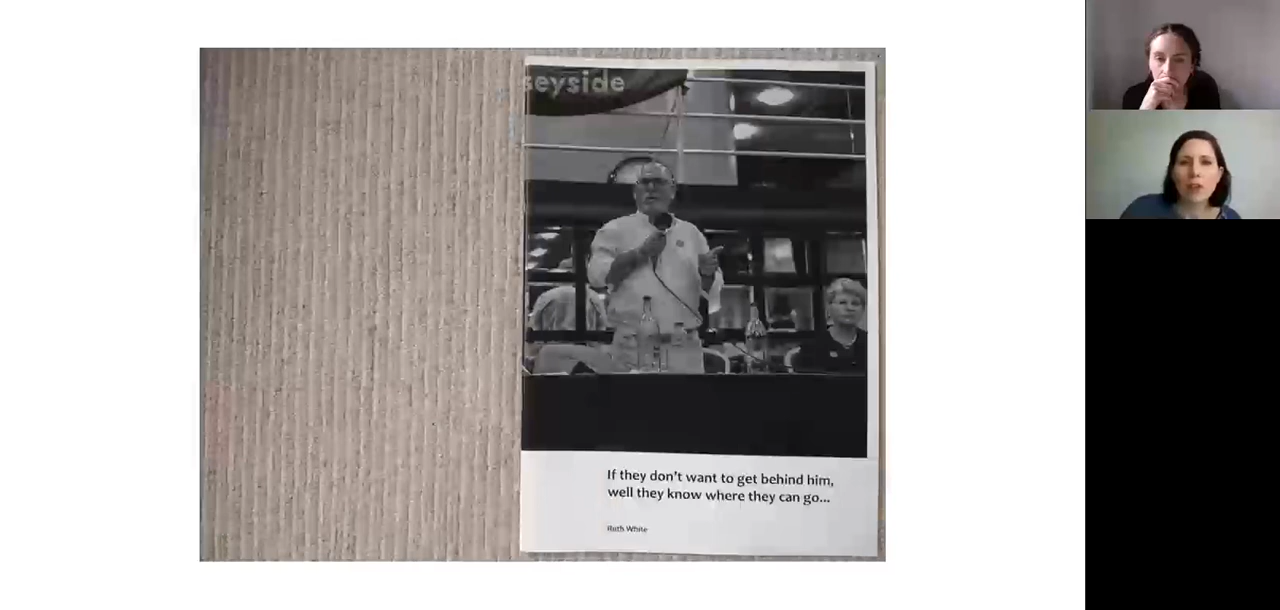 seyside
If they don't want to get behind him,
well they know where they can go...
Ruth White